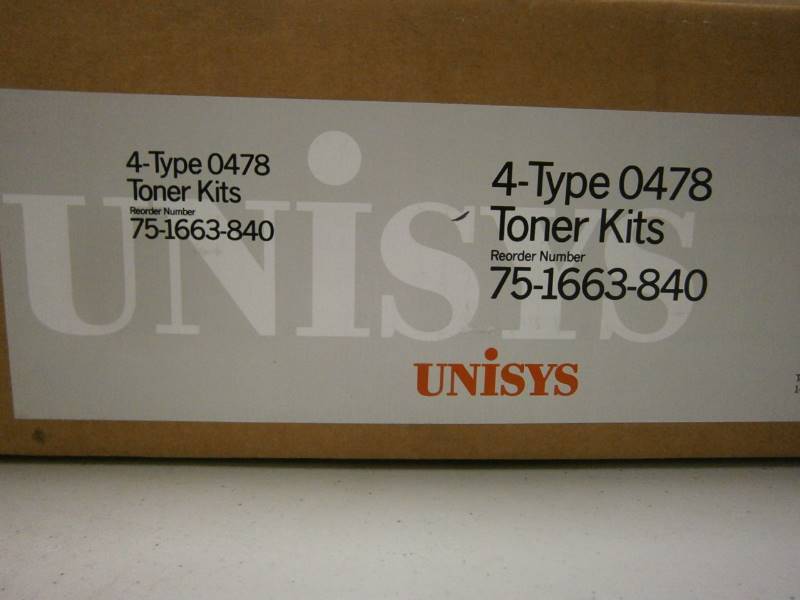 UNiSYS
4-Type 0478
Toner Kits
Reorder Number
75-1663-840
4-Type 0478
Toner Kits
Reorder Number
75-1663-840
UNiSYS